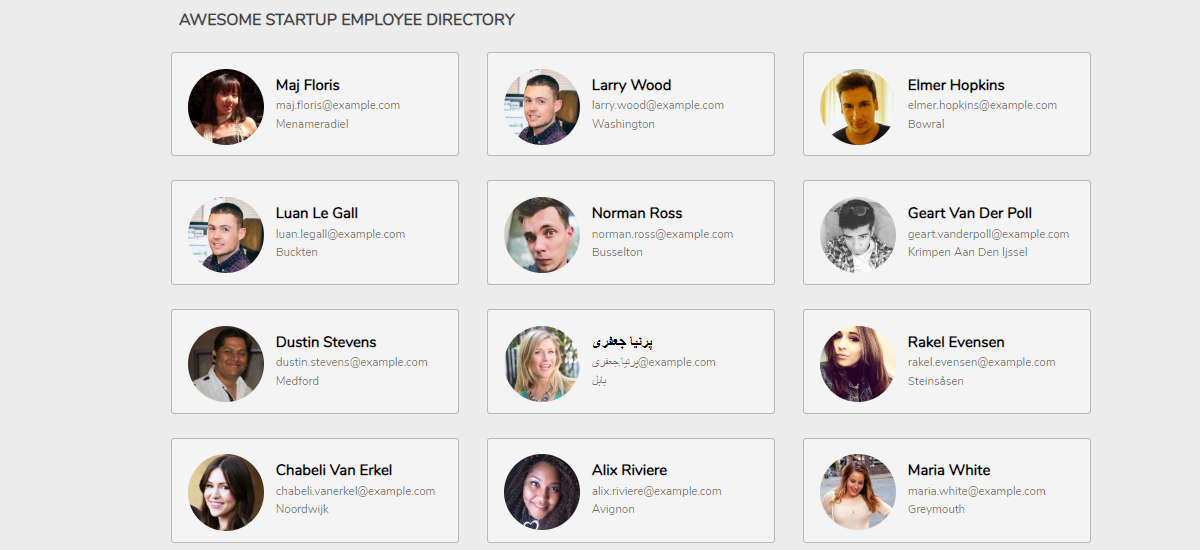 AWESOME STARTUP EMPLOYEE DIRECTORY
Maj Floris
maj.floris@example.com
Menameradiel
Larry Wood
larry.wood@example.com
Washington
Elmer Hopkins
elmer.hopkins@example.com
Bowral
Luan Le Gall
luan.legall@example.com
Buckten
Norman Ross
norman.ross@example.com
Busselton
Geart Van Der Poll
geart.vanderpoll@example.com
Krimpen Aan Den Ijssel
Dustin Stevens
dustin.stevens@example.com
Medford
پرنیا جعفری
پرنیا.جعفری@example.com
بابل
Rakel Evensen
rakel.evensen@example.com
Steinsåsen
Chabeli Van Erkel
chabeli.vanerkel@example.com
Noordwijk
Alix Riviere
alix.riviere@example.com
Avignon
Maria White
maria.white@example.com
Greymouth